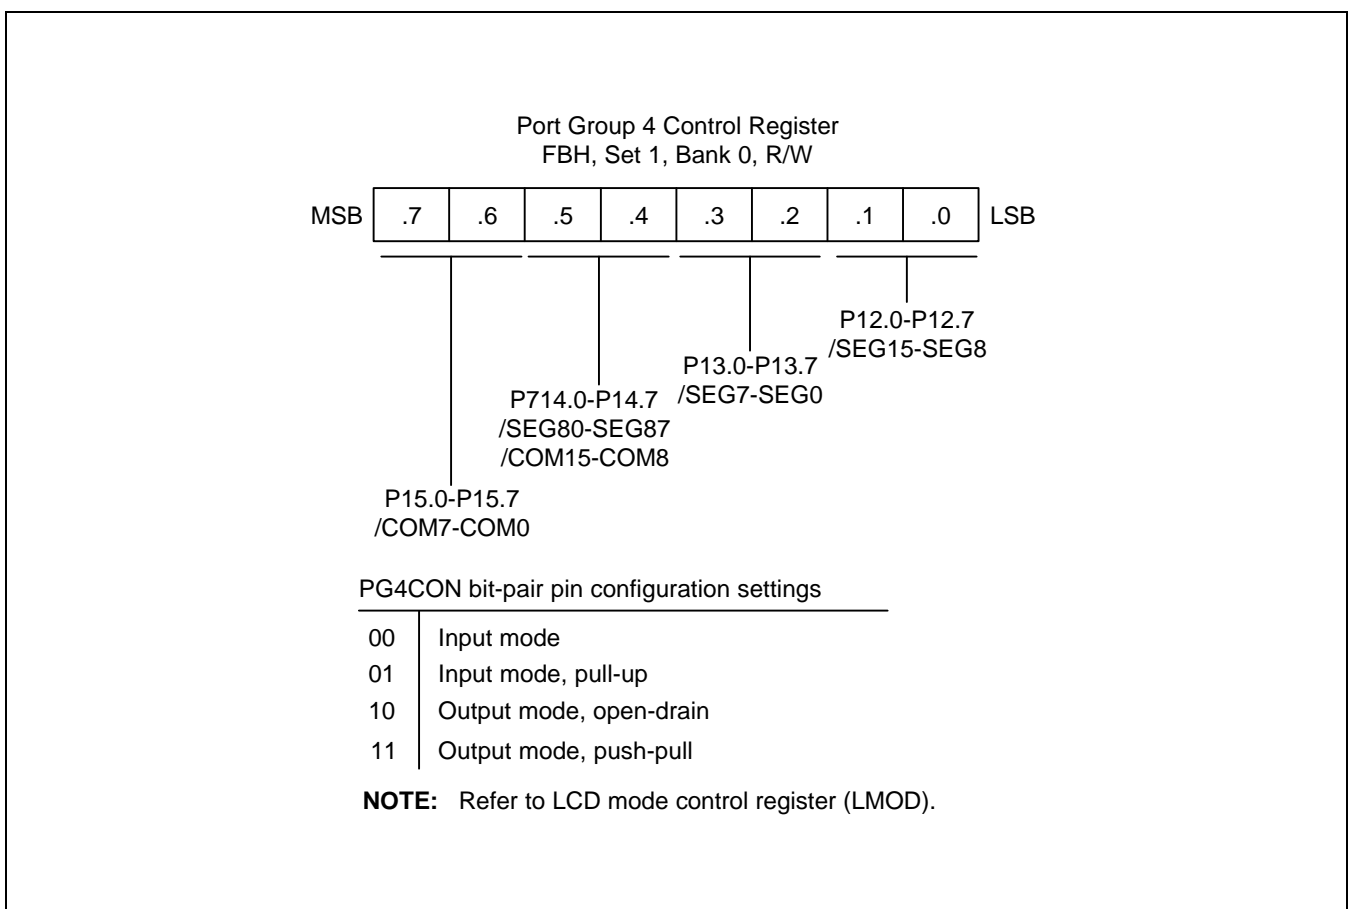 Port Group 4 Control Register
FBH, Set 1, Bank 0, R/W
MSB .7 .6 .5 .4 .3 .2 .1 .0 LSB
P12.0-P12.7
/SEG15-SEG8
P13.0-P13.7
/SEG7-SEG0
P714.0-P14.7
/SEG80-SEG87
/COM15-COM8
P15.0-P15.7
/COM7-COM0
PG4CON bit-pair pin configuration settings
00 Input mode
01 Input mode, pull-up
10 Output mode, open-drain
11 Output mode, push-pull
NOTE: Refer to LCD mode control register (LMOD).